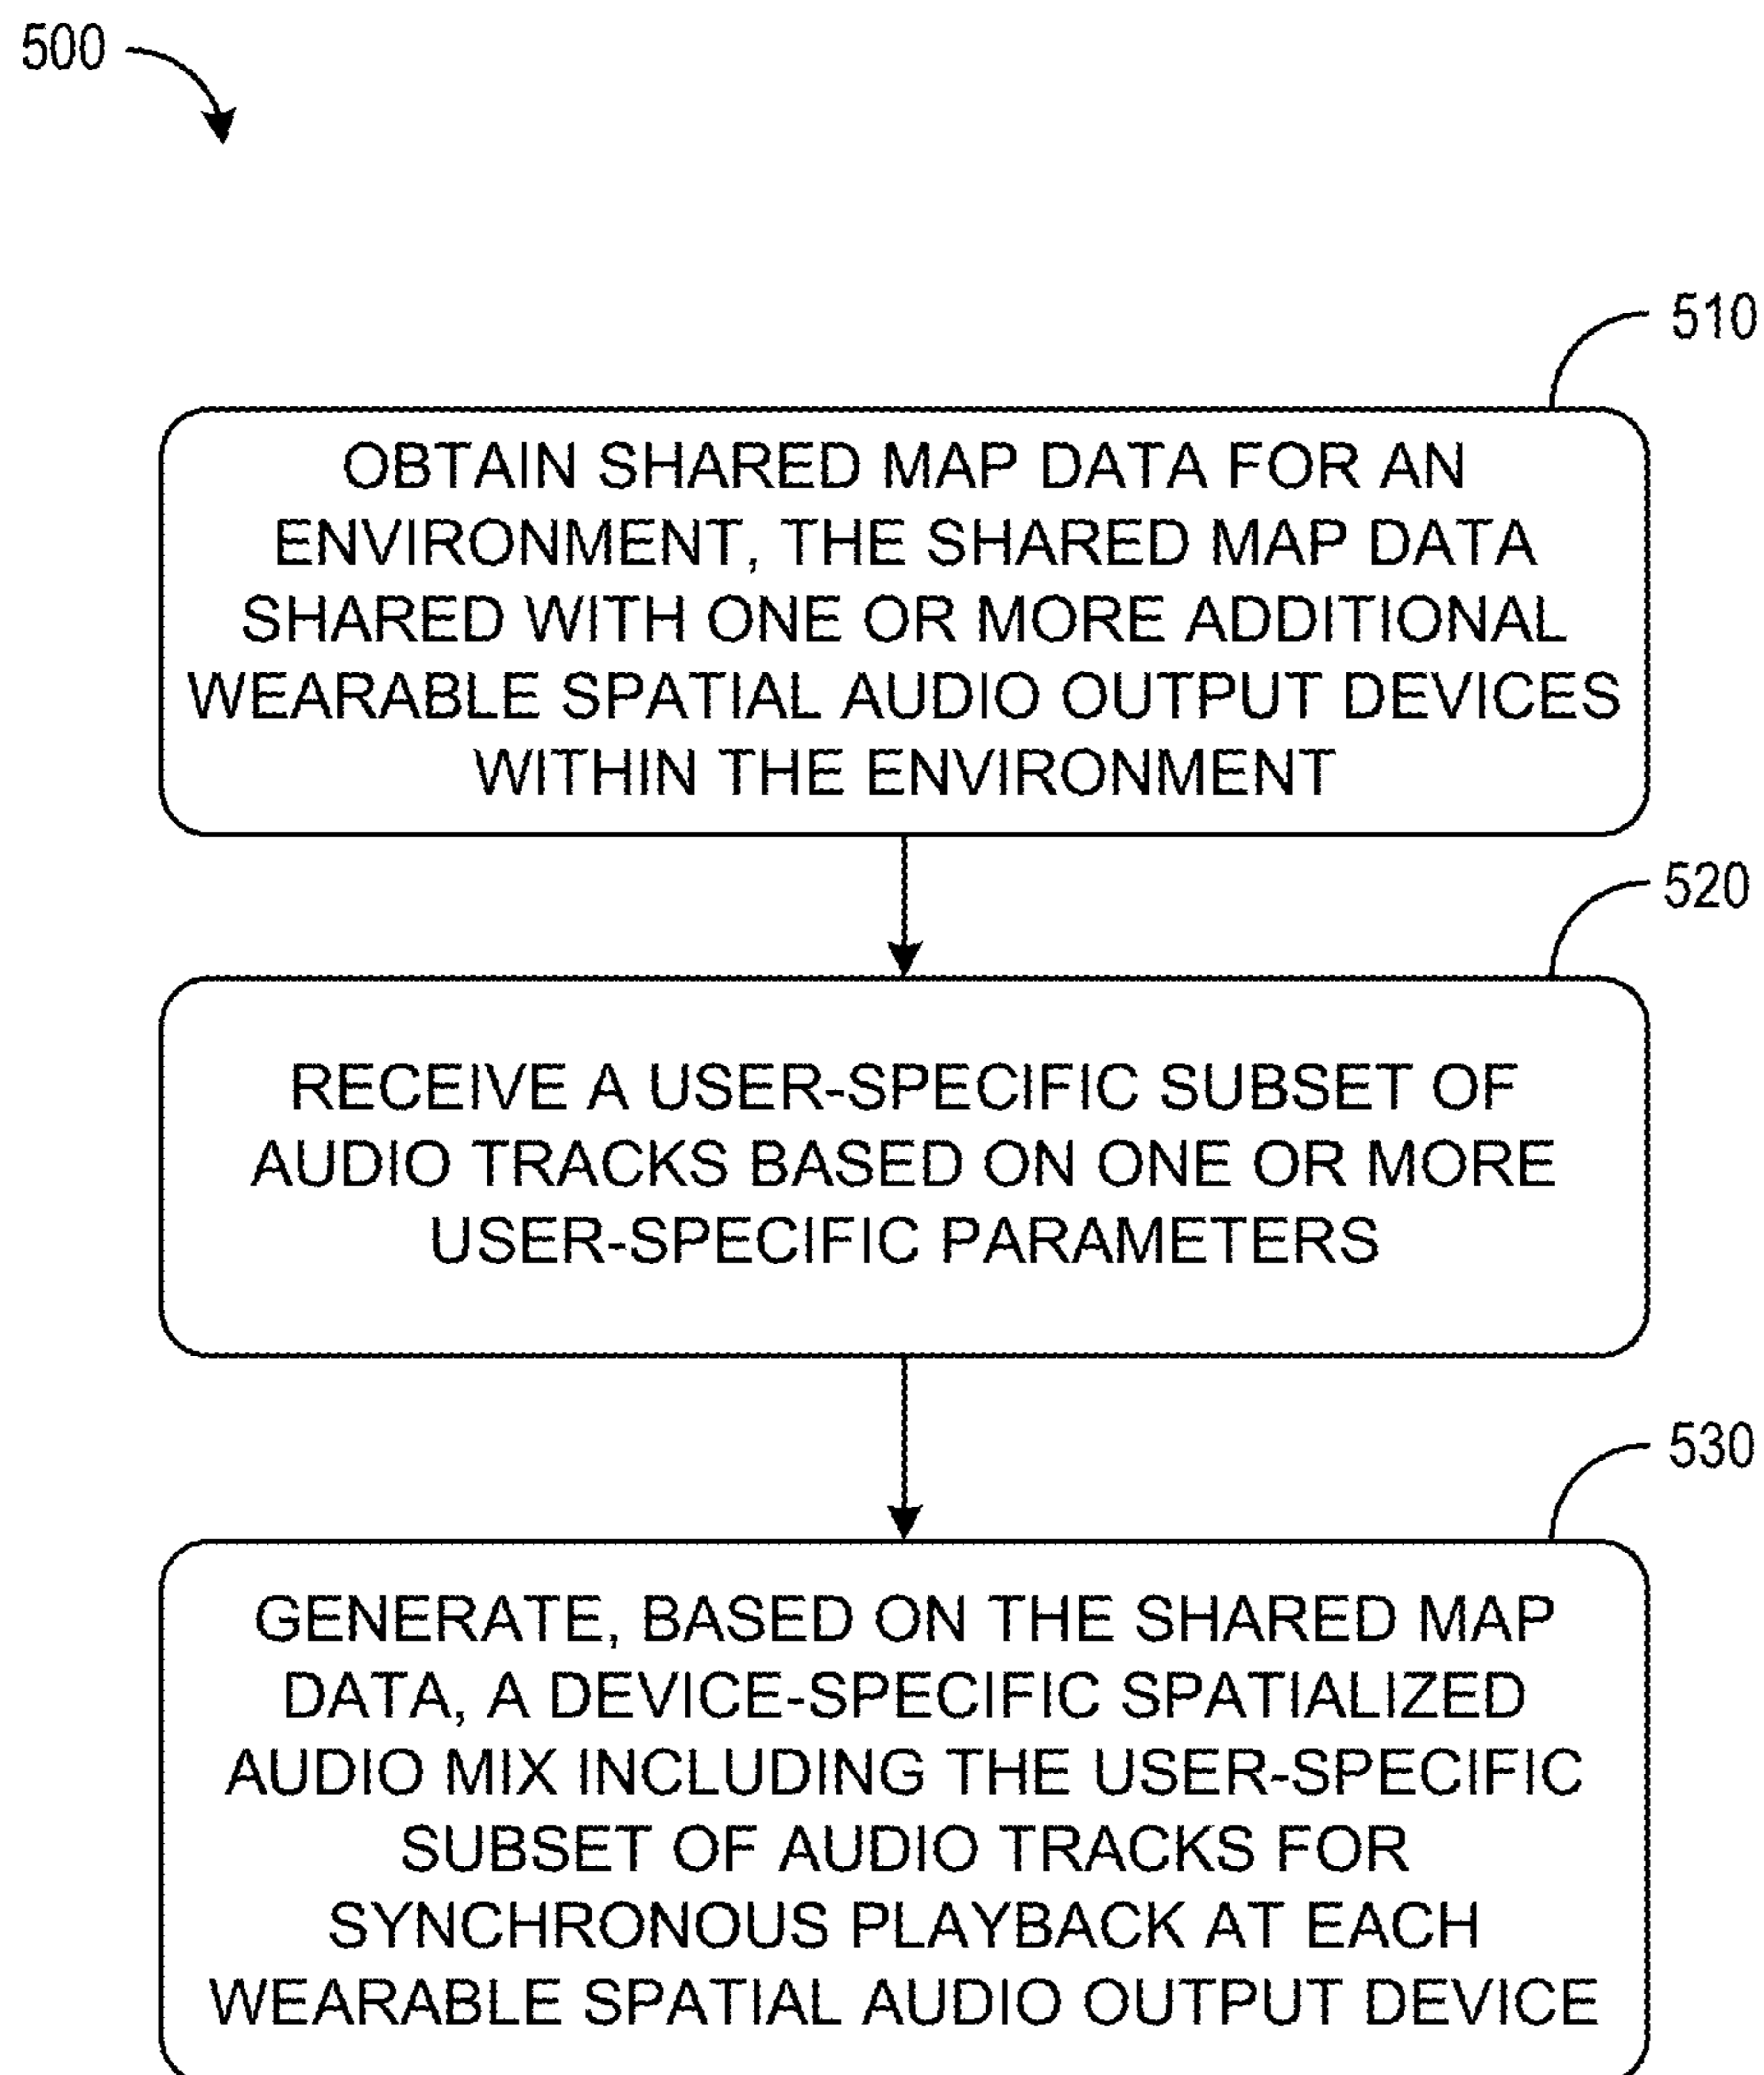 500
510
OBTAIN SHARED MAP DATA FOR AN
ENVIRONMENT, THE SHARED MAP DATA
SHARED WITH ONE OR MORE ADDITIONAL
WEARABLE SPATIAL AUDIO OUTPUT DEVICES
WITHIN THE ENVIRONMENT
520
RECEIVE A USER-SPECIFIC SUBSET OF
AUDIO TRACKS BASED ON ONE OR MORE
USER-SPECIFIC PARAMETERS
530
GENERATE, BASED ON THE SHARED MAP
DATA, A DEVICE-SPECIFIC SPATIALIZED
AUDIO MIX INCLUDING THE USER-SPECIFIC
SUBSET OF AUDIO TRACKS FOR
SYNCHRONOUS PLAYBACK AT EACH
WEARABLE SPATIAL AUDIO OUTPUT DEVICE